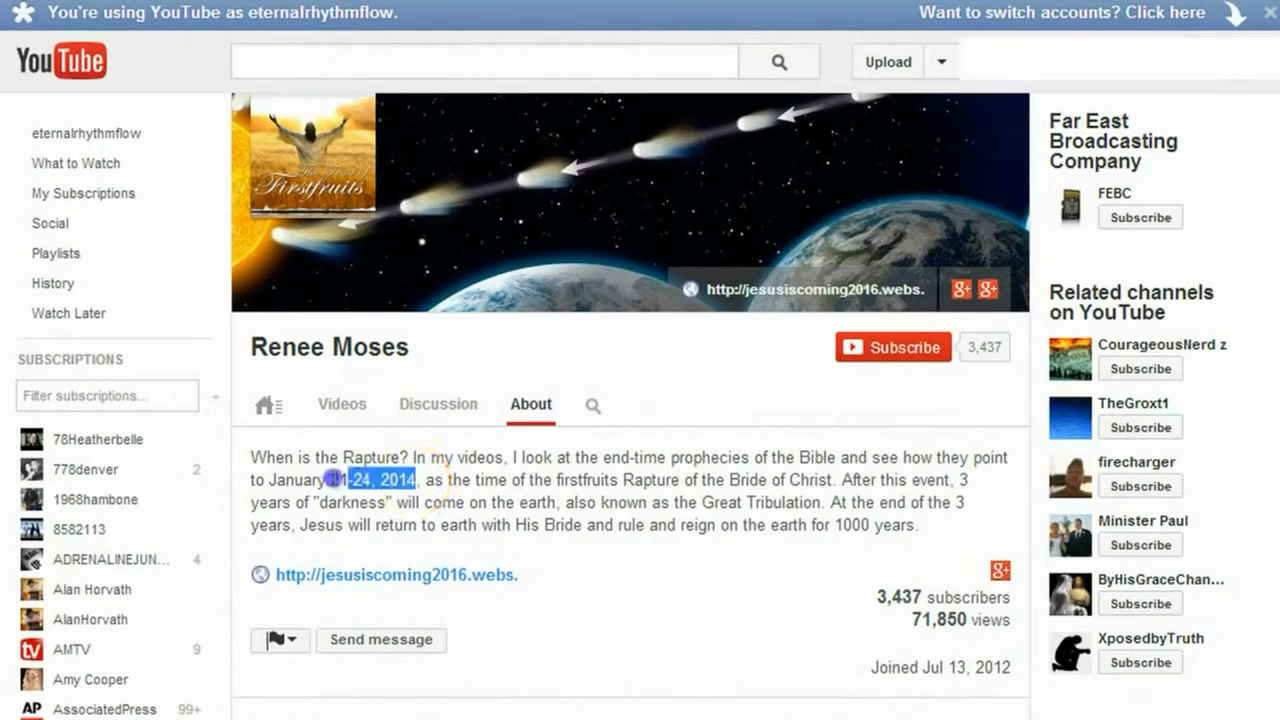 You're using YouTube as eternalrhythmflow.
Want to switch accounts? Click here
YouTube
Upload
eternalrhythmflow
What to Watch
My Subscriptions
Social
Playlists
History
Watch Later
SUBSCRIPTIONS
Filter subscriptions...
78Heatherbelle
778denver 2
1968hambone
8582113
ADRENALINEJUN... 4
Alan Horvath
AlanHorvath
tv AMTV 9
Amy Cooper
AP AssociatedPress 99+
Firstfruits
http://jesusiscoming2016.webs.
g+ g+
Renee Moses
Subscribe 3,437
Videos Discussion About
When is the Rapture? In my videos, I look at the end-time prophecies of the Bible and see how they point
to January 21-24, 2014, as the time of the firstfruits Rapture of the Bride of Christ. After this event, 3
years of "darkness" will come on the earth, also known as the Great Tribulation. At the end of the 3
years, Jesus will return to earth with His Bride and rule and reign on the earth for 1000 years.
http://jesusiscoming2016.webs.
g+
3,437 subscribers
71,850 views
Send message
Joined Jul 13, 2012
Far East
Broadcasting
Company
FEBC
Subscribe
Related channels
on YouTube
CourageousNerd z
Subscribe
TheGroxt1
Subscribe
firecharger
Subscribe
Minister Paul
Subscribe
ByHisGraceChan...
Subscribe
XposedbyTruth
Subscribe